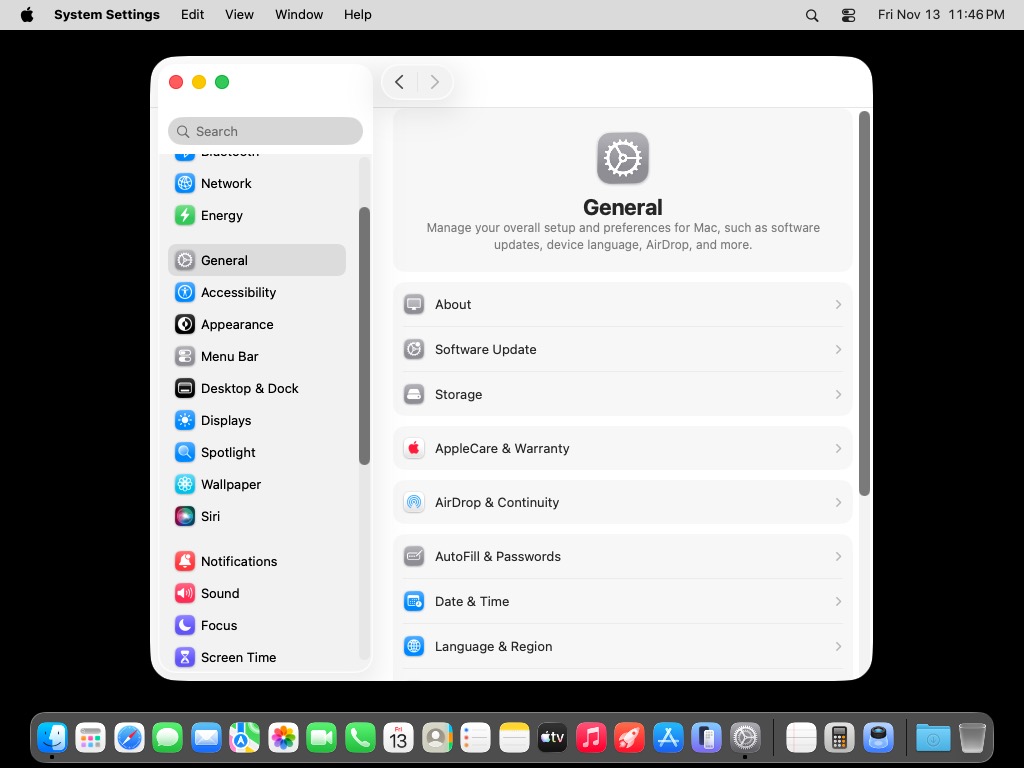 System Settings Edit View Window Help Fri Nov 13 11:46 PM
Search
Bluetooth
Network
Energy
General
Accessibility
Appearance
Menu Bar
Desktop & Dock
Displays
Spotlight
Wallpaper
Siri
Notifications
Sound
Focus
Screen Time
General
Manage your overall setup and preferences for Mac, such as software
updates, device language, AirDrop, and more.
About
Software Update
Storage
AppleCare & Warranty
AirDrop & Continuity
AutoFill & Passwords
Date & Time
Language & Region
Fri
13
tv